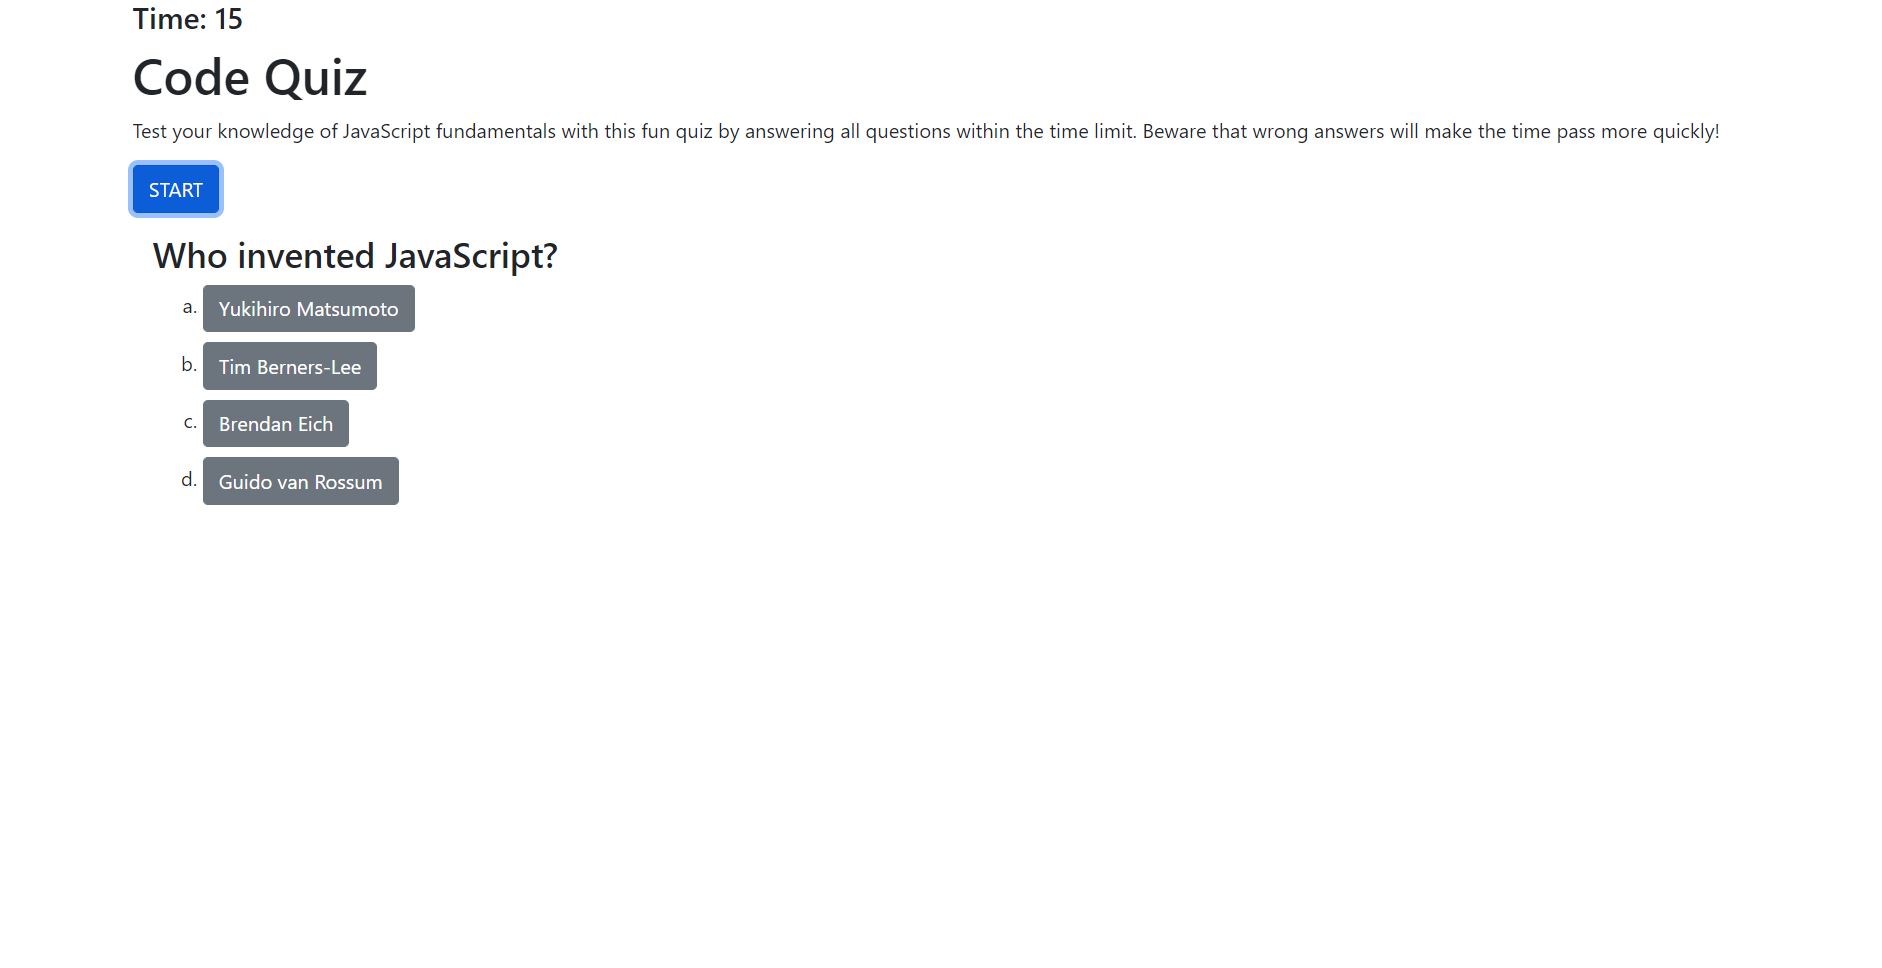 Time: 15
Code Quiz
Test your knowledge of JavaScript fundamentals with this fun quiz by answering all questions within the time limit. Beware that wrong answers will make the time pass more quickly!
START
Who invented JavaScript?
a. Yukihiro Matsumoto
b. Tim Berners-Lee
c. Brendan Eich
d. Guido van Rossum